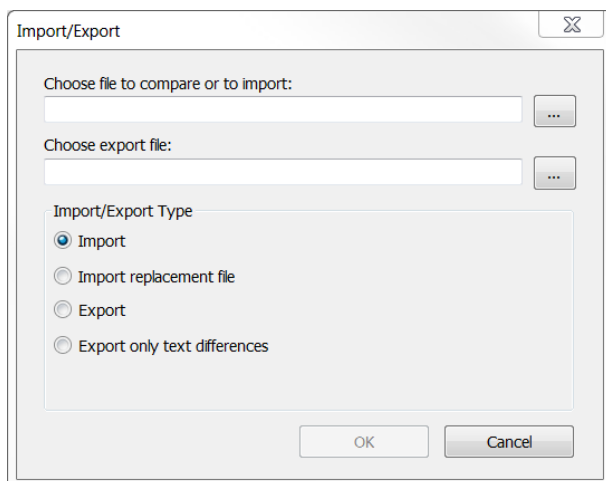 Import/Export
Choose file to compare or to import:
...
Choose export file:
...
Import/Export Type
Import
Import replacement file
Export
Export only text differences
OK
Cancel